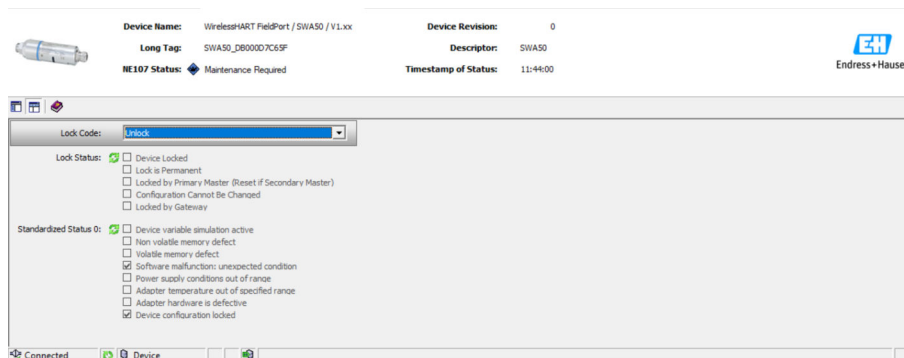 Device Name: WirelessHART FieldPort / SWA50 / V1.xx Device Revision: 0
Long Tag: SWA50_DB000D7C65F Descriptor: SWA50
NE107 Status: Maintenance Required Timestamp of Status: 11:44:00
EH
Endress+Hause
Lock Code: Unlock
Lock Status: Device Locked
Lock is Permanent
Locked by Primary Master (Reset if Secondary Master)
Configuration Cannot Be Changed
Locked by Gateway
Standardized Status 0: Device variable simulation active
Non volatile memory defect
Volatile memory defect
Software malfunction: unexpected condition
Power supply conditions out of range
Adapter temperature out of specified range
Adapter hardware is defective
Device configuration locked
Connected Device